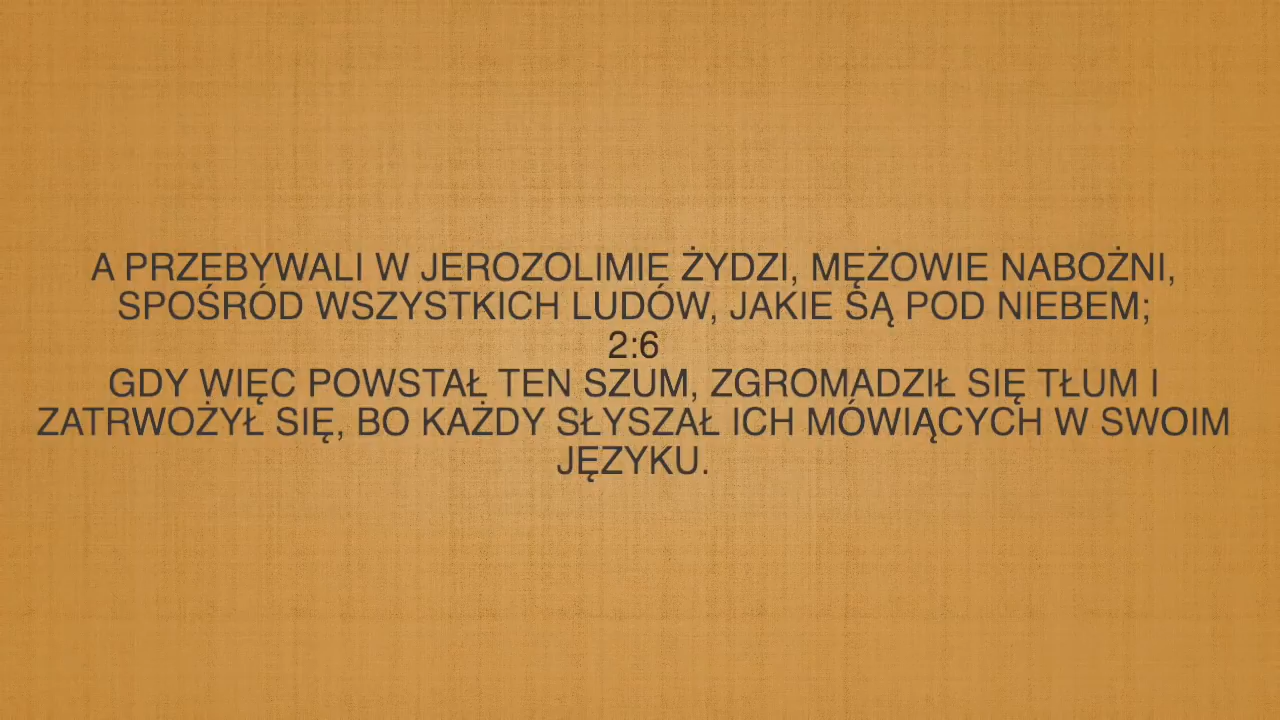 A PRZEBYWALI W JEROZOLIMIE ŻYDZI, MĘŻOWIE NABOŻNI,
SPOŚRÓD WSZYSTKICH LUDÓW, JAKIE SĄ POD NIEBEM;
2:6
GDY WIĘC POWSTAŁ TEN SZUM, ZGROMADZIŁ SIĘ TŁUM I
ZATRWOŻYŁ SIĘ, BO KAŻDY SŁYSZAŁ ICH MÓWIĄCYCH W SWOIM
JĘZYKU.